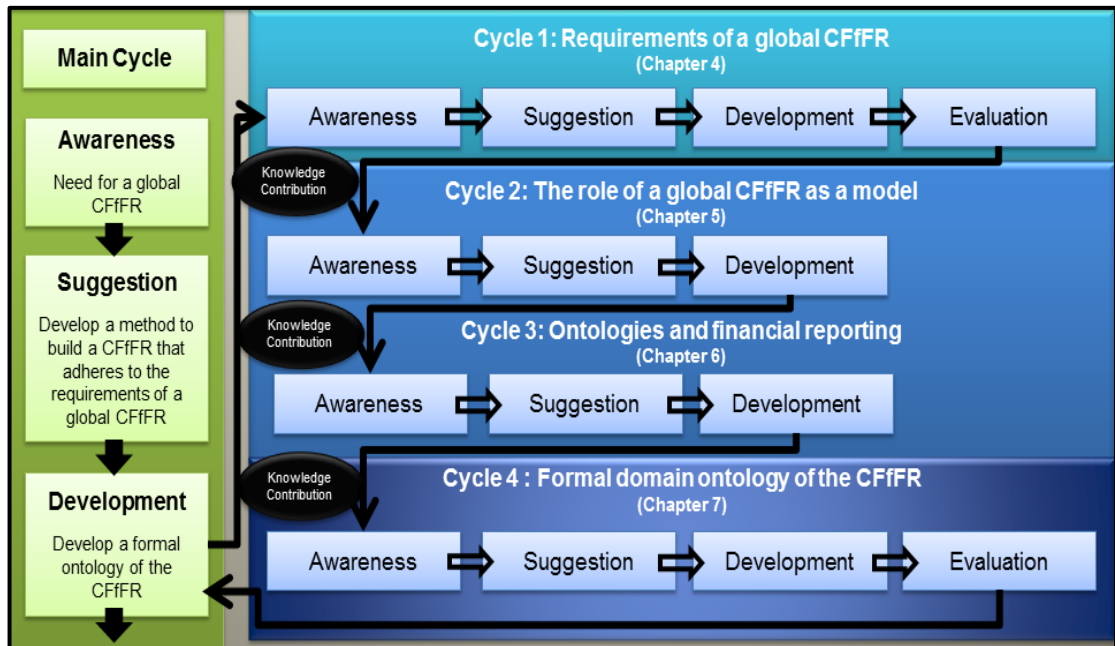 Main Cycle
Awareness
Need for a global
CFfFR
Suggestion
Develop a method to
build a CFfFR that
adheres to the
requirements of a
global CFfFR
Development
Develop a formal
ontology of the
CFfFR
Cycle 1: Requirements of a global CFfFR
(Chapter 4)
Awareness
Suggestion
Development
Evaluation
Knowledge
Contribution
Cycle 2: The role of a global CFfFR as a model
(Chapter 5)
Awareness
Suggestion
Development
Knowledge
Contribution
Cycle 3: Ontologies and financial reporting
(Chapter 6)
Awareness
Suggestion
Development
Knowledge
Contribution
Cycle 4 : Formal domain ontology of the CFfFR
(Chapter 7)
Awareness
Suggestion
Development
Evaluation